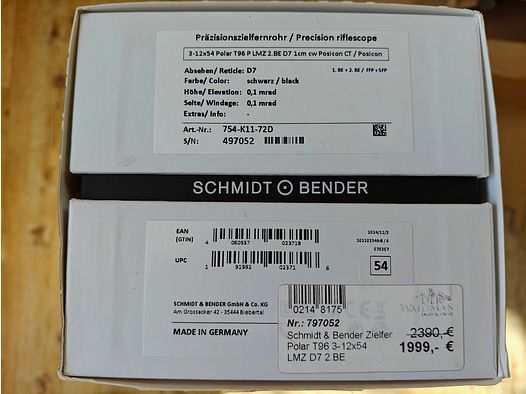 Präzisionszielfernrohr / Precision riflescope
3-12x54 Polar T96 P LMZ 2.BE D7 1cm cw Posicon CT / Posicon
Absehen/ Reticle: D7 1. BE + 2. BE / FFP + SFP
Farbe/ Color: schwarz / black
Höhe/ Elevation: 0,1 mrad
Seite/ Windage: 0,1 mrad
Extras/ Info: -
Art.-Nr.: 754-K11-72D
S/N: 497052
SCHMIDT BENDER
EAN
[GTIN]
4 060537 023718
UPC
1 91992 02371 6
54
SCHMIDT & BENDER GmbH & Co. KG
Am Grossacker 42 - 35444 Biebertal
MADE IN GERMANY
0214 8175
DER
WAIDMANN
Nr.: 797052
Schmidt & Bender Zielfer
Polar T96 3-12x54
LMZ D7 2.BE
2390,- €
1999,- €